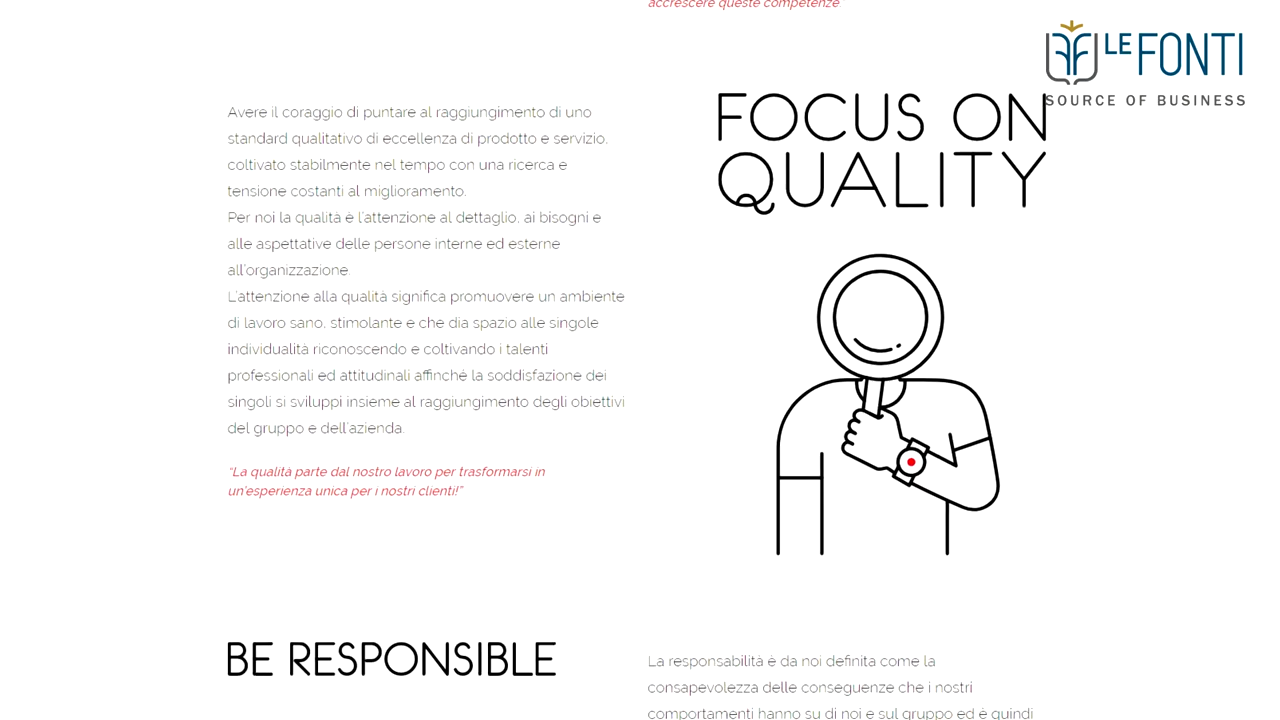 accrescere queste competenze."
LE FONTI
SOURCE OF BUSINESS
Avere il coraggio di puntare al raggiungimento di uno
standard qualitativo di eccellenza di prodotto e servizio,
coltivato stabilmente nel tempo con una ricerca e
tensione costanti al miglioramento.
Per noi la qualità è l'attenzione al dettaglio, ai bisogni e
alle aspettative delle persone interne ed esterne
all'organizzazione.
L'attenzione alla qualità significa promuovere un ambiente
di lavoro sano, stimolante e che dia spazio alle singole
individualità riconoscendo e coltivando i talenti
professionali ed attitudinali affinché la soddisfazione dei
singoli si sviluppi insieme al raggiungimento degli obiettivi
del gruppo e dell'azienda.
"La qualità parte dal nostro lavoro per trasformarsi in
un'esperienza unica per i nostri clienti!"
FOCUS ON
QUALITY
BE RESPONSIBLE
La responsabilità è da noi definita come la
consapevolezza delle conseguenze che i nostri
comportamenti hanno su di noi e sul gruppo ed è quindi